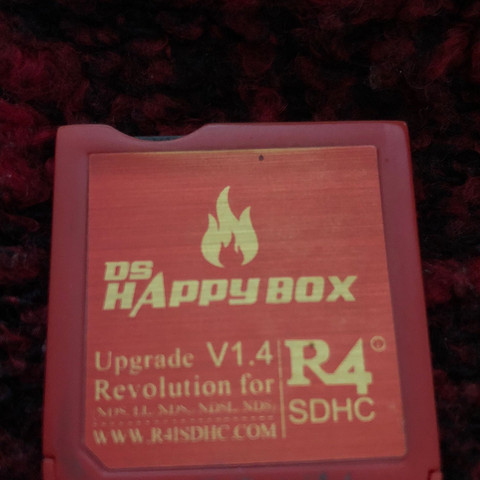 DS
HAPPY BOX
Upgrade V1.4
Revolution for
R4
SDHC
WWW.R4ISDHC.COM